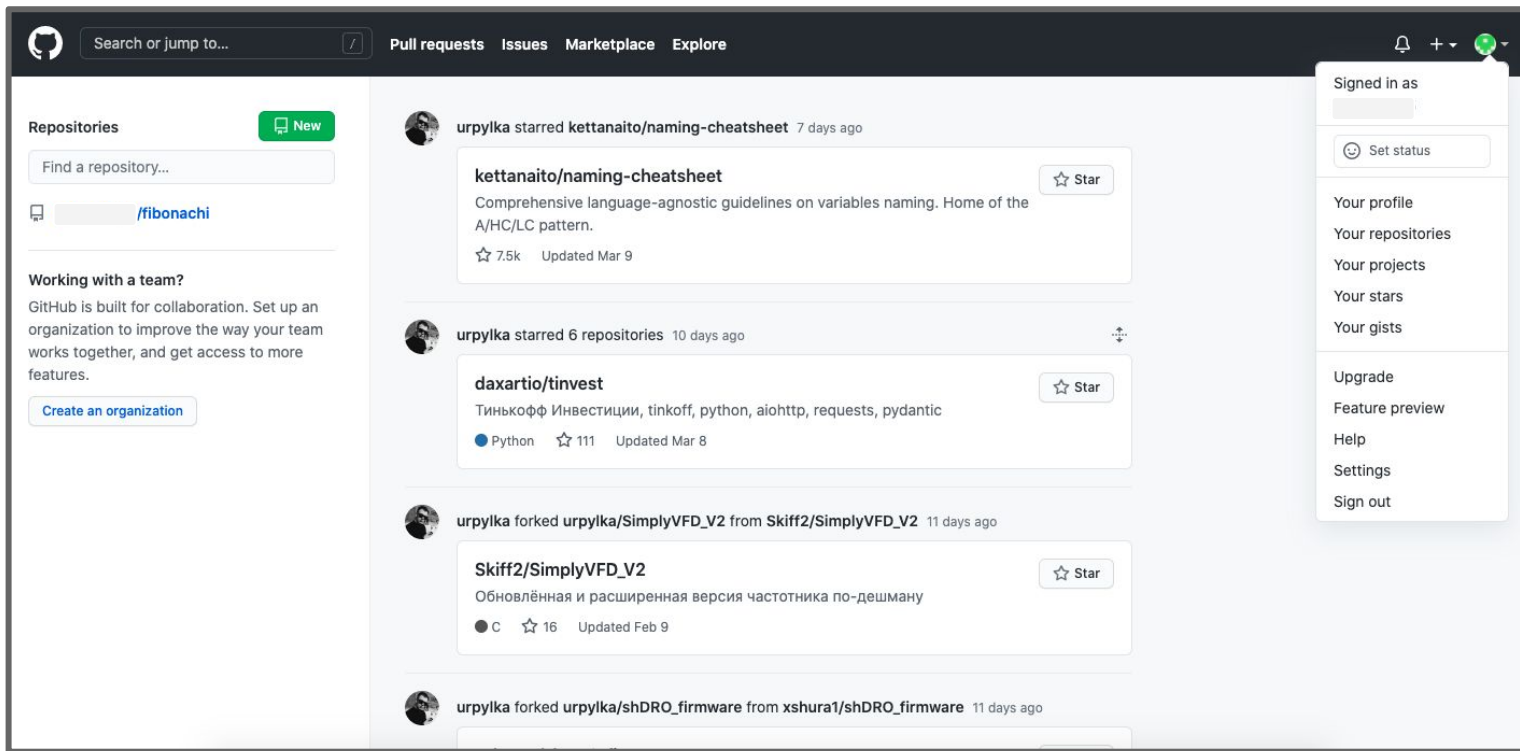 Search or jump to... /
Pull requests Issues Marketplace Explore
Repositories
New
Find a repository...
/fibonachi
Working with a team?
GitHub is built for collaboration. Set up an
organization to improve the way your team
works together, and get access to more
features.
Create an organization
urpylka starred kettanaito/naming-cheatsheet 7 days ago
kettanaito/naming-cheatsheet
Star
Comprehensive language-agnostic guidelines on variables naming. Home of the
A/HC/LC pattern.
7.5k Updated Mar 9
urpylka starred 6 repositories 10 days ago
daxartio/tinvest
Star
Тинькофф Инвестиции, tinkoff, python, aiohttp, requests, pydantic
Python 111 Updated Mar 8
urpylka forked urpylka/SimplyVFD_V2 from Skiff2/SimplyVFD_V2 11 days ago
Skiff2/SimplyVFD_V2
Star
Обновлённая и расширенная версия частотника по-дешману
C 16 Updated Feb 9
urpylka forked urpylka/shDRO_firmware from xshura1/shDRO_firmware 11 days ago
Signed in as
Set status
Your profile
Your repositories
Your projects
Your stars
Your gists
Upgrade
Feature preview
Help
Settings
Sign out